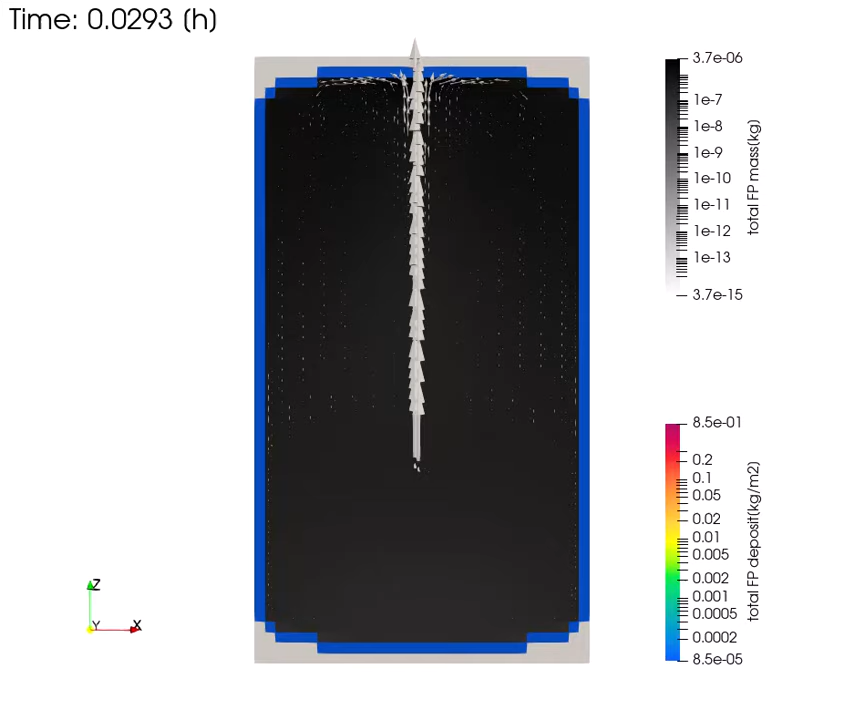 Time: 0.0293 (h)
3.7e-06
1e-7
1e-8
1e-9
1e-10
1e-11
1e-12
1e-13
3.7e-15
total FP mass(kg)
8.5e-01
0.2
0.1
0.05
0.02
0.01
0.005
0.002
0.001
0.0005
0.0002
8.5e-05
total FP deposit(kg/m2)
Z
Y
X